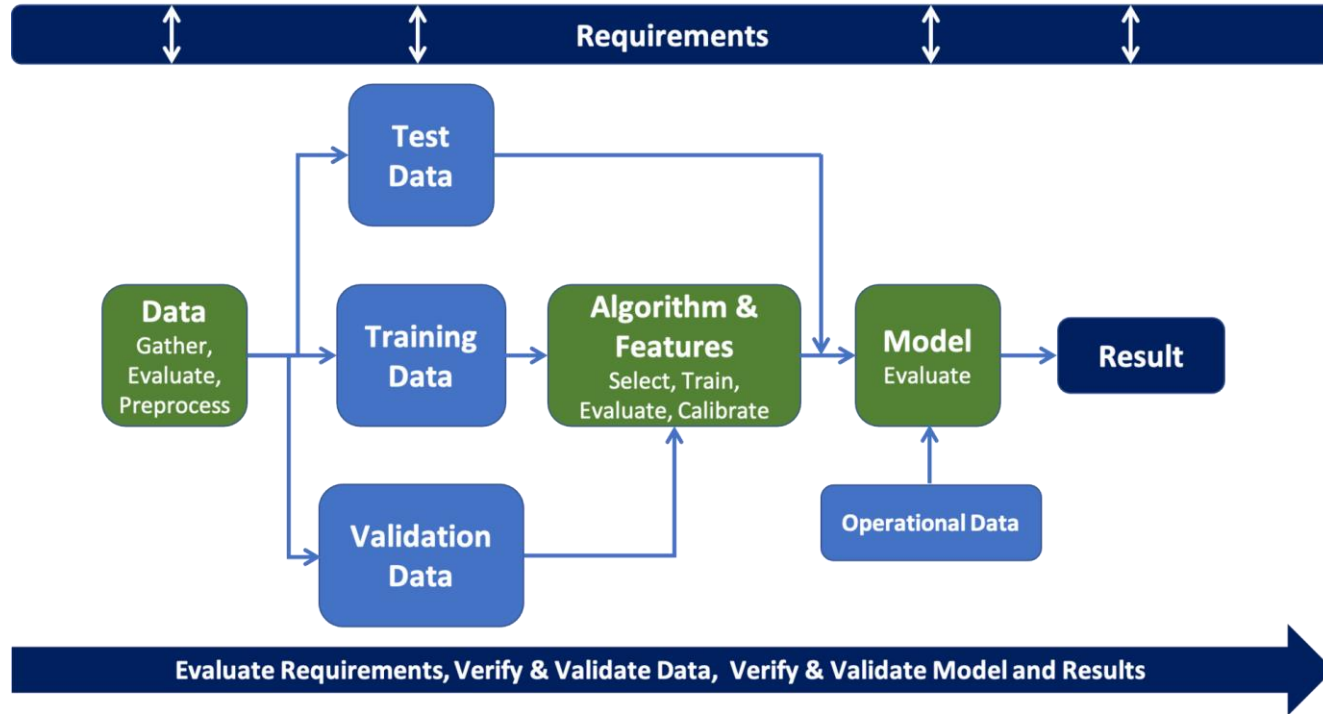 Requirements
Test
Data
Data
Gather,
Evaluate,
Preprocess
Training
Data
Algorithm &
Features
Select, Train,
Evaluate, Calibrate
Model
Evaluate
Result
Validation
Data
Operational Data
Evaluate Requirements, Verify & Validate Data, Verify & Validate Model and Results